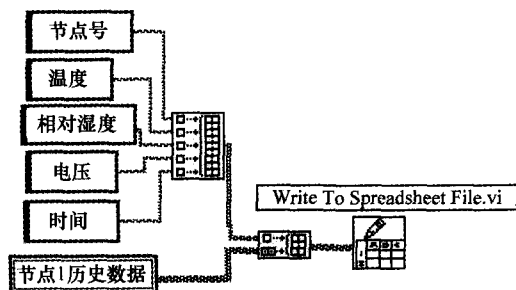 节点号
温度
相对湿度
电压
时间
Write To Spreadsheet File.vi
节点1历史数据